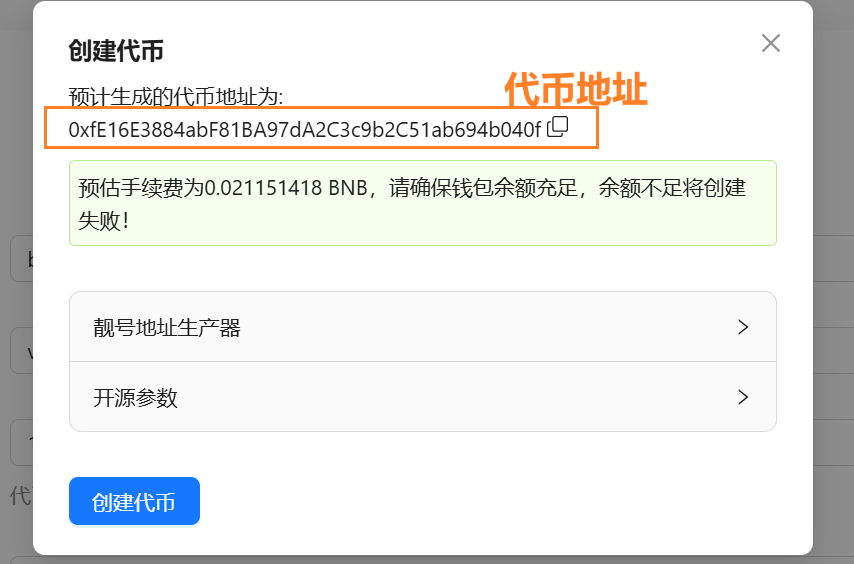 创建代币
代币地址
预计生成的代币地址为:
0xfE16E3884abF81BA97dA2C3c9b2C51ab694b040f
预估手续费为0.021151418 BNB，请确保钱包余额充足，余额不足将创建
失败！
靓号地址生产器
开源参数
代
创建代币